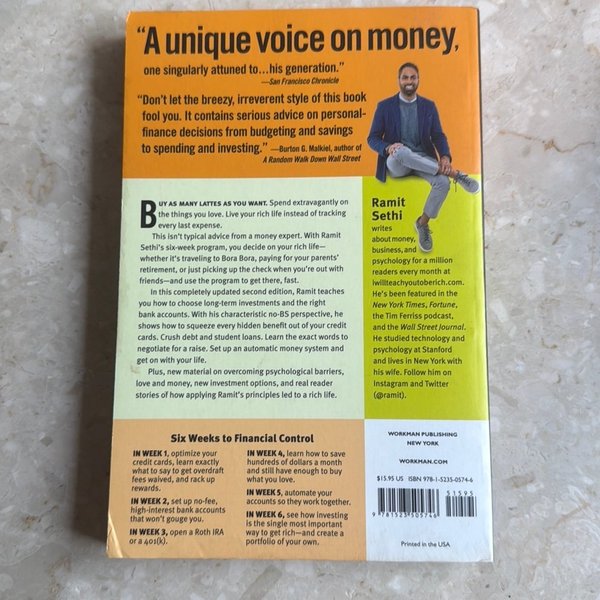 “A unique voice on money,
one singularly attuned to...his generation.”
—San Francisco Chronicle
“Don’t let the breezy, irreverent style of this book
fool you. It contains serious advice on personal-
finance decisions from budgeting and savings
to spending and investing.” —Burton G. Malkiel, author of
A Random Walk Down Wall Street
BUY AS MANY LATTES AS YOU WANT. Spend extravagantly on
the things you love. Live your rich life instead of tracking
every last expense.
This isn’t typical advice from a money expert. With Ramit
Sethi’s six-week program, you decide on your rich life—
whether it’s traveling to Bora Bora, paying for your parents’
retirement, or just picking up the check when you’re out with
friends—and use the program to get there, fast.
In this completely updated second edition, Ramit teaches
you how to choose long-term investments and the right
bank accounts. With his characteristic no-BS perspective, he
shows how to squeeze every hidden benefit out of your credit
cards. Crush debt and student loans. Learn the exact words to
negotiate for a raise. Set up an automatic money system and
get on with your life.
Plus, new material on overcoming psychological barriers,
love and money, new investment options, and real reader
stories of how applying Ramit’s principles led to a rich life.
Ramit
Sethi
writes
about money,
business, and
psychology for a million
readers every month at
iwillteachyoutoberich.com.
He’s been featured in the
New York Times, Fortune,
the Tim Ferriss podcast,
and the Wall Street Journal.
He studied technology and
psychology at Stanford
and lives in New York with
his wife. Follow him on
Instagram and Twitter
(@ramit).
Six Weeks to Financial Control
IN WEEK 1, optimize your
credit cards, learn exactly
what to say to get overdraft
fees waived, and rack up
rewards.
IN WEEK 2, set up no-fee,
high-interest bank accounts
that won’t gouge you.
IN WEEK 3, open a Roth IRA
or a 401(k).
IN WEEK 4, learn how to save
hundreds of dollars a month
and still have enough to buy
what you love.
IN WEEK 5, automate your
accounts so they work together.
IN WEEK 6, see how investing
is the single most important
way to get rich—and create a
portfolio of your own.
WORKMAN PUBLISHING
NEW YORK
WORKMAN.COM
$15.95 US ISBN 978-1-5235-0574-6
51595
9 781523 505746
Printed in the USA